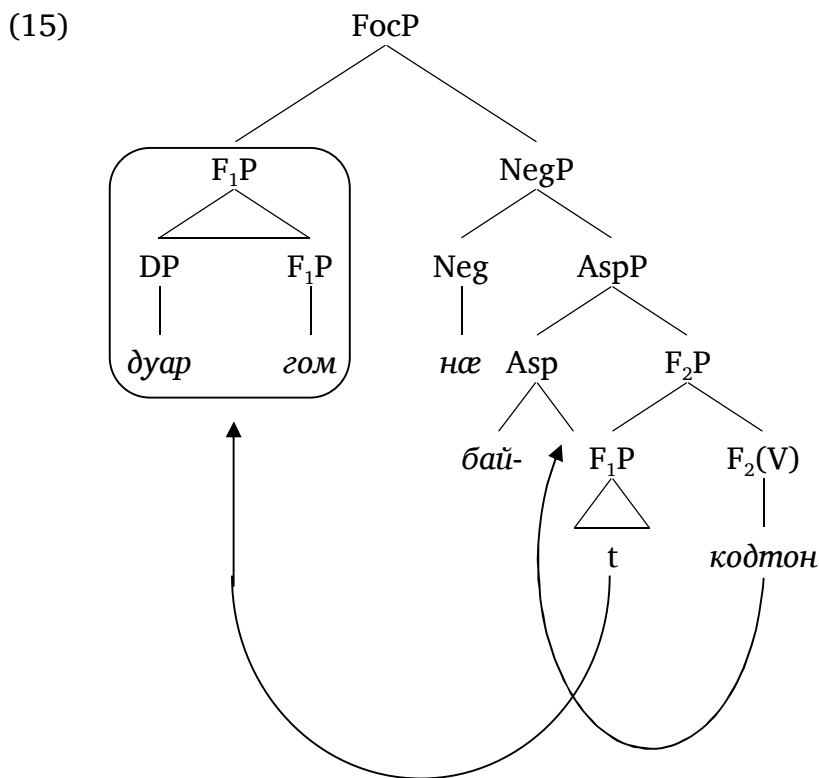 (15) FocP
F₁P NegP
DP F₁P Neg AspP
дуар гом нæ Asp F₂P
бай- F₁P F₂(V)
t кодтон